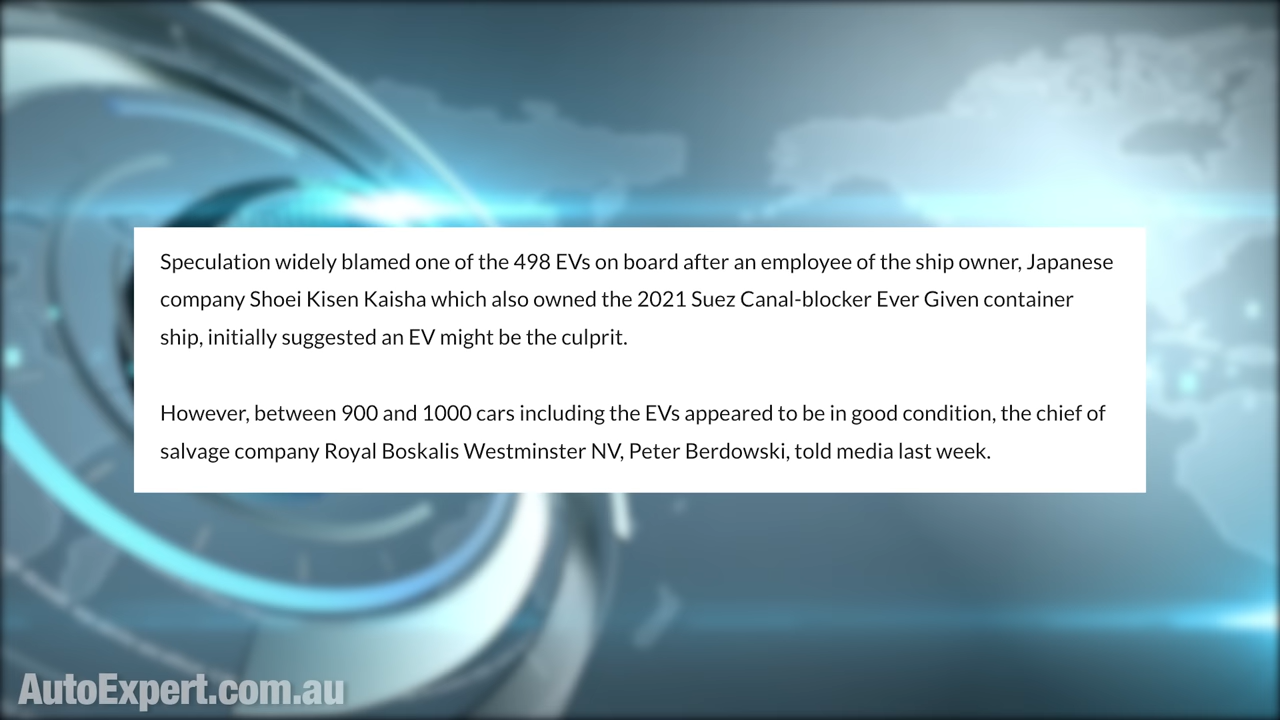 Speculation widely blamed one of the 498 EVs on board after an employee of the ship owner, Japanese
company Shoei Kisen Kaisha which also owned the 2021 Suez Canal-blocker Ever Given container
ship, initially suggested an EV might be the culprit.
However, between 900 and 1000 cars including the EVs appeared to be in good condition, the chief of
salvage company Royal Boskalis Westminster NV, Peter Berdowski, told media last week.
AutoExpert.com.au